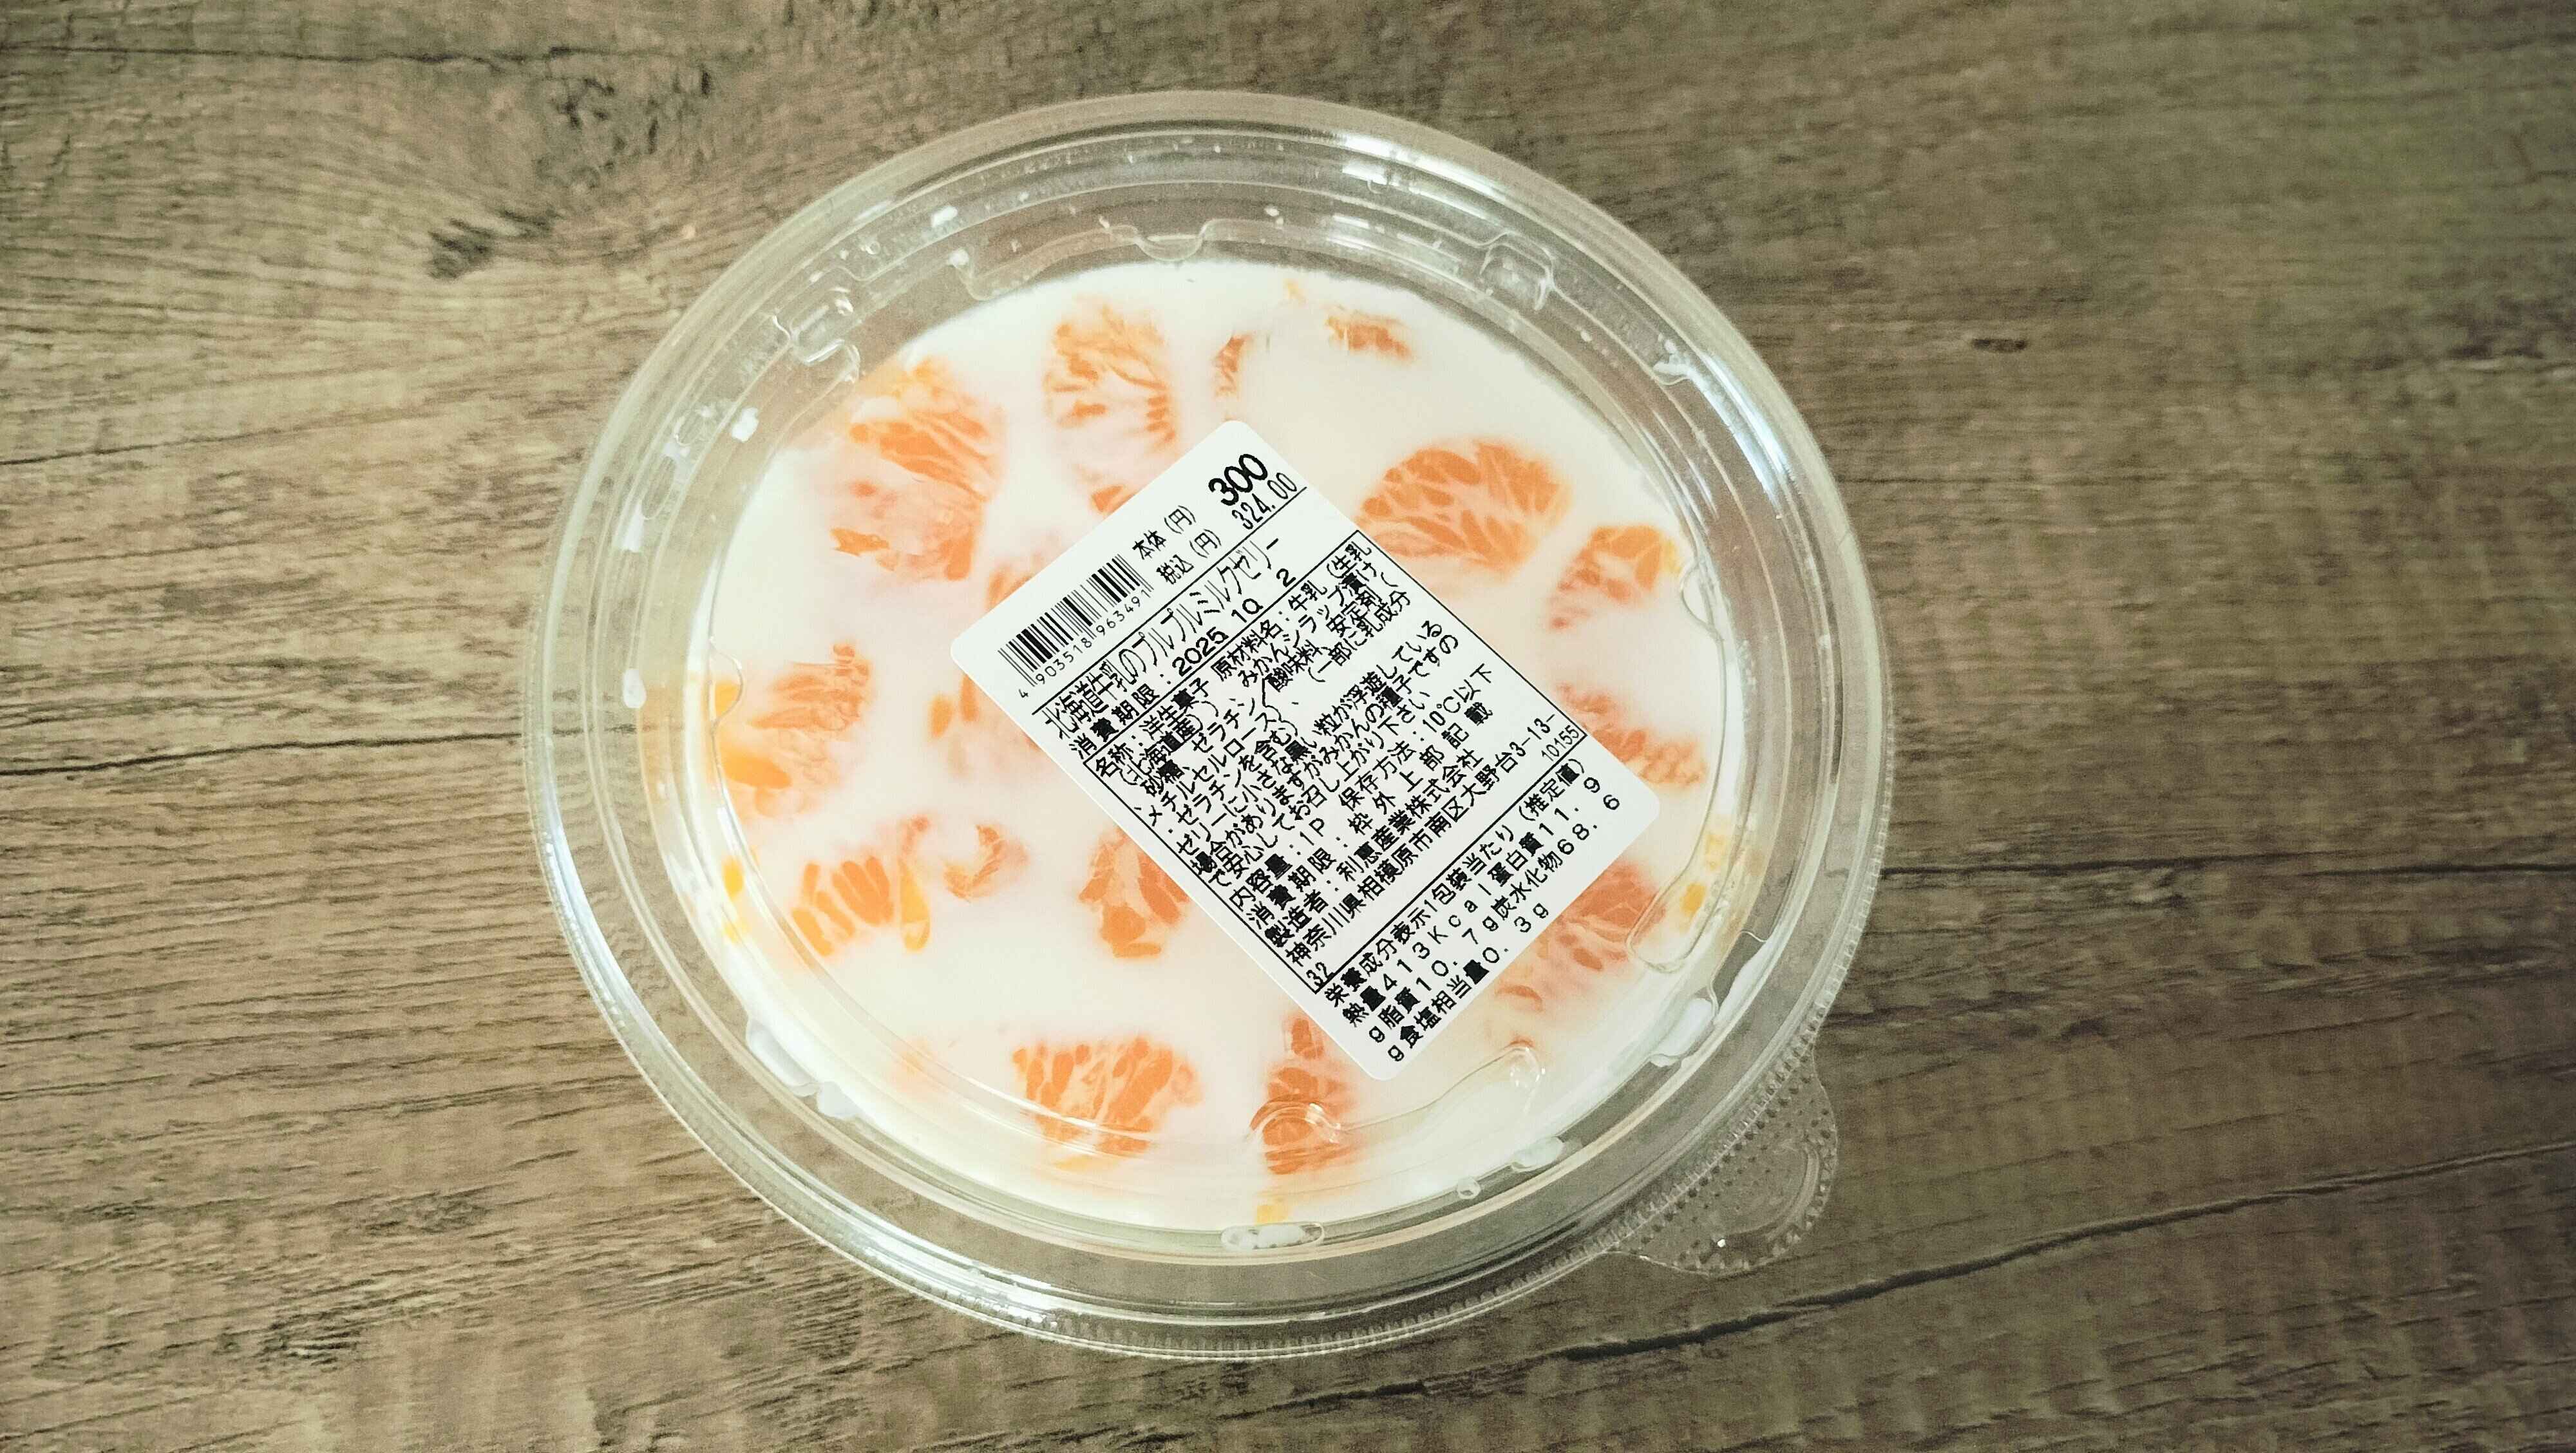 本体(円) 300
税込(円) 324.00
4 903518 963491
北海道牛乳のプルプルミルクゼリー
消費期限:2025.10. 2
名称:洋生菓子 原材料名:牛乳(生乳
(北海道産))、みかんシラップ漬け
、砂糖、ゼラチン/酸味料、安定剤(
メチルセルロース)、(一部に乳成分
・ゼラチンを含む)
ゼリーに小さな黒い粒が浮遊している
場合がありますがみかんの種子ですの
で安心してお召し上がり下さい
内容量:1P 保存方法:10℃以下
消費期限:枠外上部記載
製造者:利恵産業株式会社
神奈川県相模原市南区大野台3-13-
32 10155
栄養成分表示1包装当たり(推定値)
熱量413Kcal蛋白質11.9
g脂質10.7g炭水化物68.6
g食塩相当量0.3g